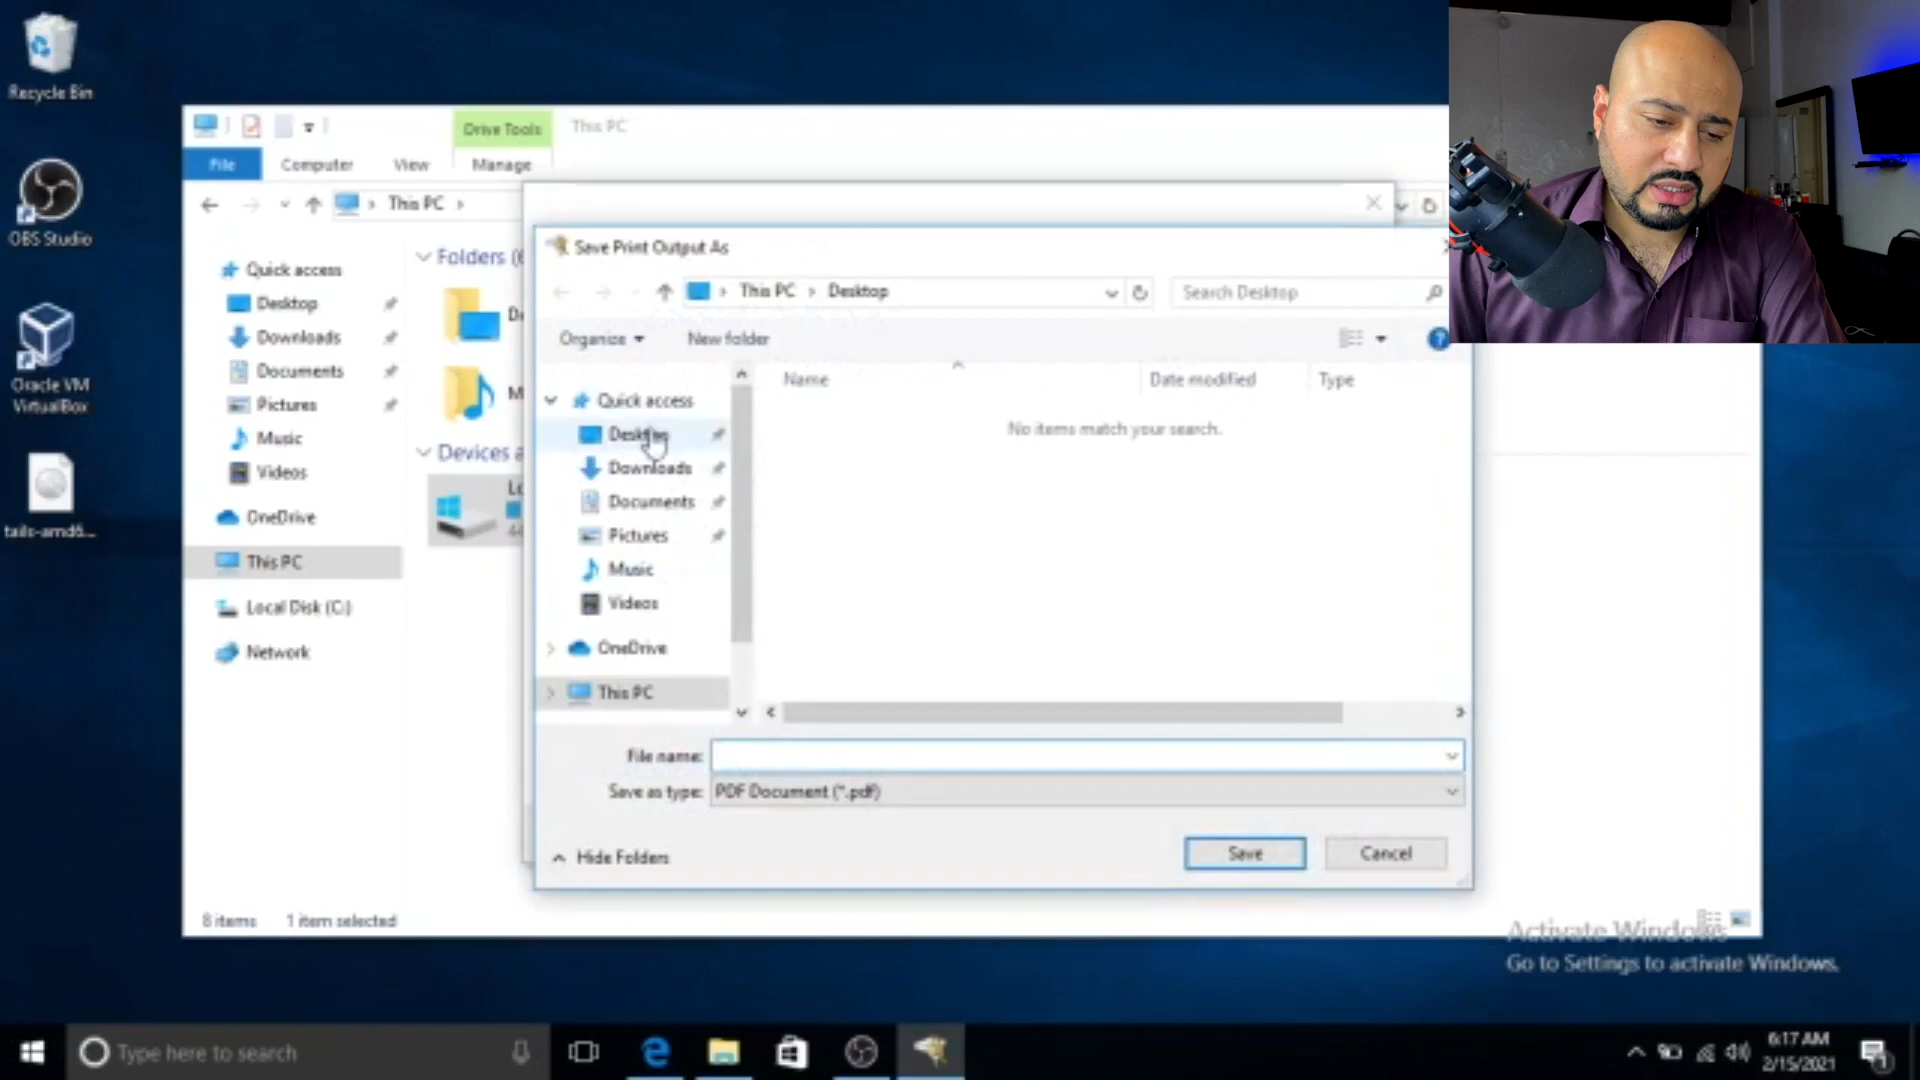 Recycle Bin
OBS Studio
Oracle VM
VirtualBox
tails-amd6...
Drive Tools
This PC
File
Computer
View
Manage
This PC
Quick access
Desktop
Downloads
Documents
Pictures
Music
Videos
OneDrive
This PC
Local Disk (C:)
Network
Folders (
Devices a
8 items
1 item selected
Save Print Output As
This PC
Desktop
Search Desktop
Organize
New folder
Name
Date modified
Type
No items match your search.
Quick access
Desktop
Downloads
Documents
Pictures
Music
Videos
OneDrive
This PC
File name:
Save as type:
PDF Document (*.pdf)
Hide Folders
Save
Cancel
Activate Windows
Go to Settings to activate Windows.
Type here to search
6:17 AM
2/15/2021